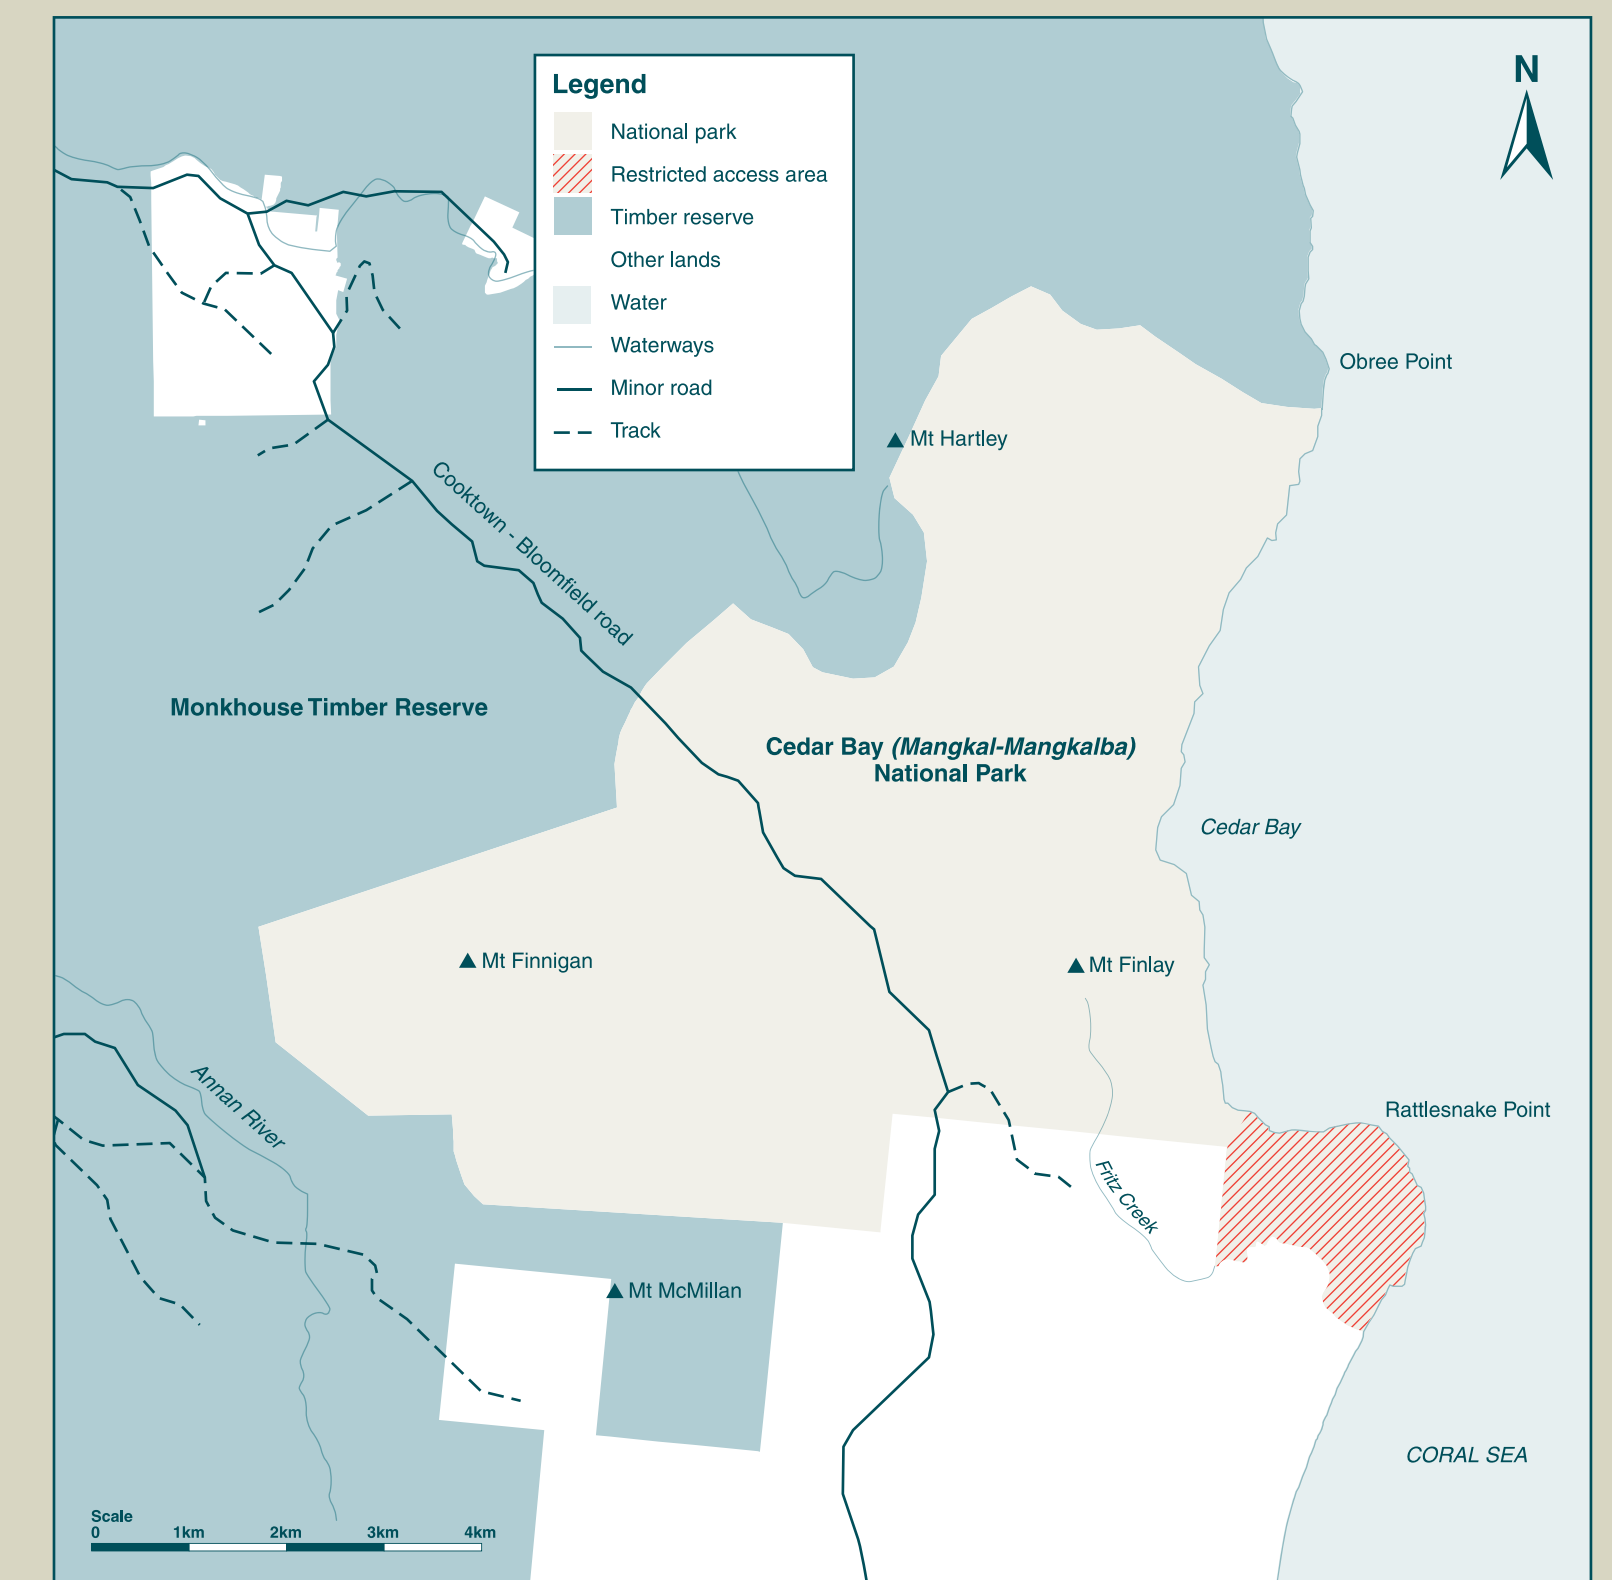 Legend
National park
Restricted access area
Timber reserve
Other lands
Water
Waterways
Minor road
Track
N
Obree Point
Mt Hartley
Cooktown - Bloomfield road
Monkhouse Timber Reserve
Cedar Bay (Mangkal-Mangkalba)
National Park
Cedar Bay
Mt Finnigan
Mt Finlay
Annan River
Rattlesnake Point
Fritz Creek
Mt McMillan
CORAL SEA
Scale
0 1km 2km 3km 4km